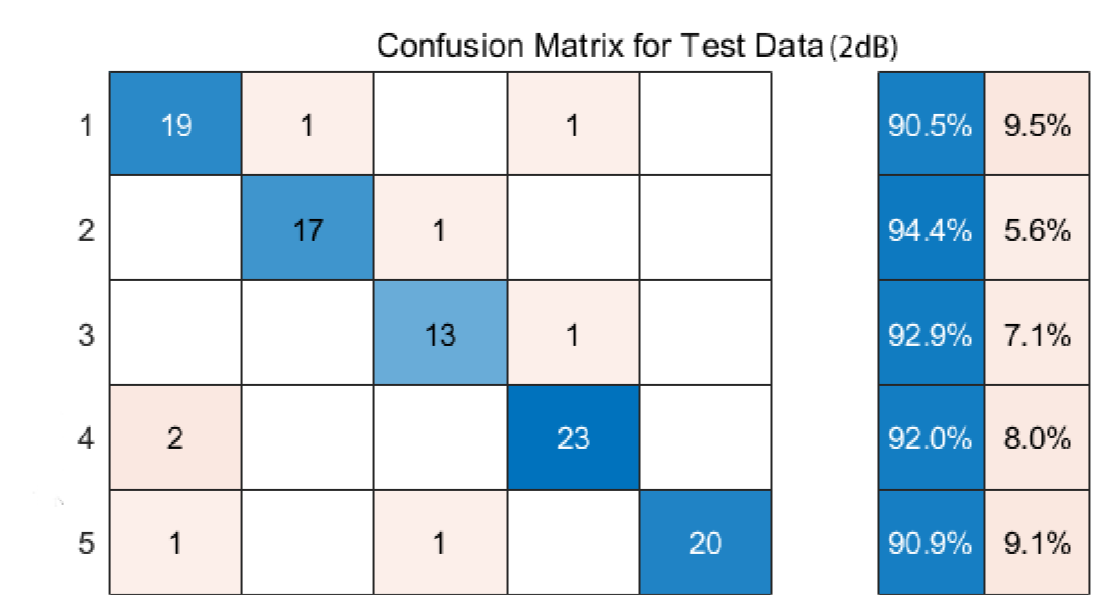 Confusion Matrix for Test Data (2dB)
1 19 1 1 90.5% 9.5%
2 17 1 94.4% 5.6%
3 13 1 92.9% 7.1%
4 2 23 92.0% 8.0%
5 1 1 20 90.9% 9.1%